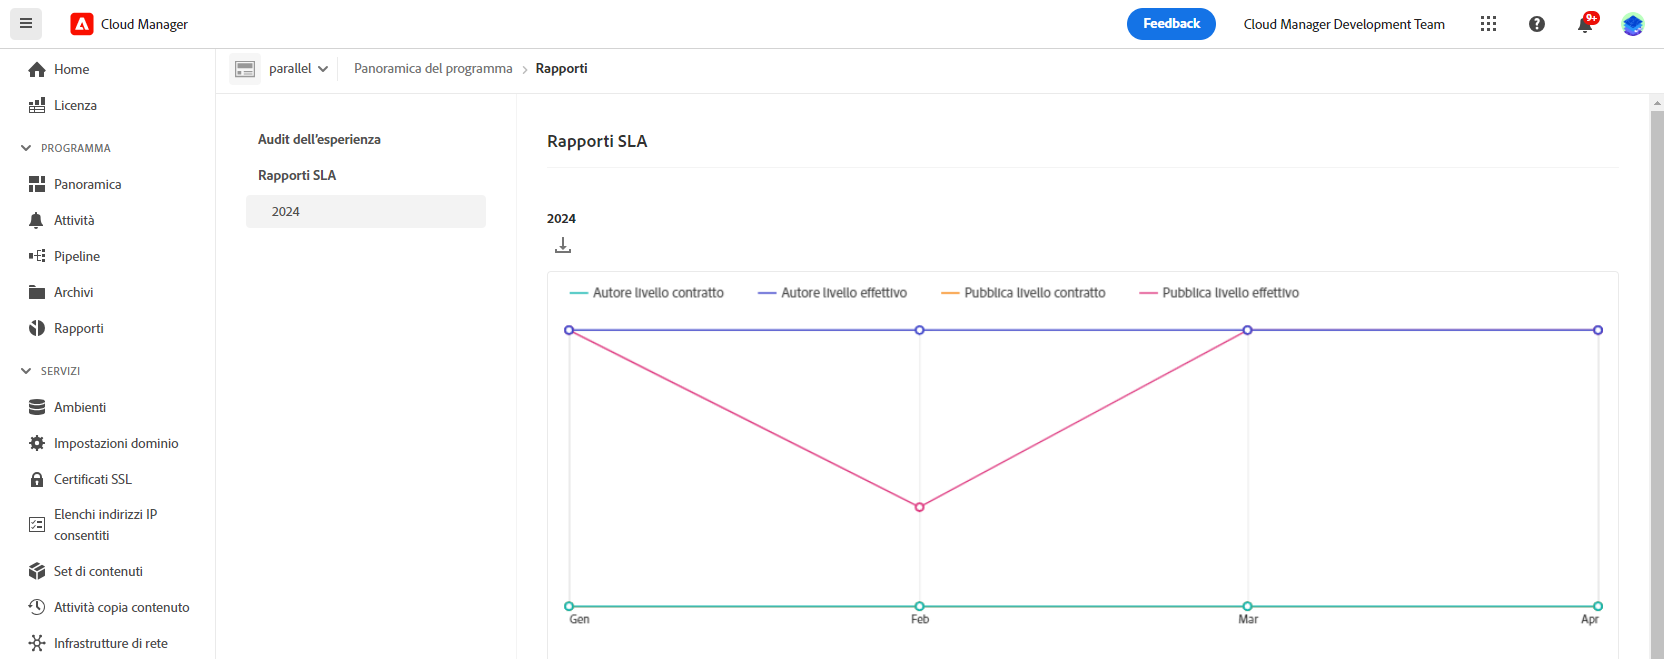 Cloud Manager
Feedback
Cloud Manager Development Team
9+
Home
Licenza
PROGRAMMA
Panoramica
Attività
Pipeline
Archivi
Rapporti
SERVIZI
Ambienti
Impostazioni dominio
Certificati SSL
Elenchi indirizzi IP
consentiti
Set di contenuti
Attività copia contenuto
Infrastrutture di rete
parallel
Panoramica del programma > Rapporti
Audit dell'esperienza
Rapporti SLA
2024
Rapporti SLA
2024
Autore livello contratto Autore livello effettivo Pubblica livello contratto Pubblica livello effettivo
Gen Feb Mar Apr